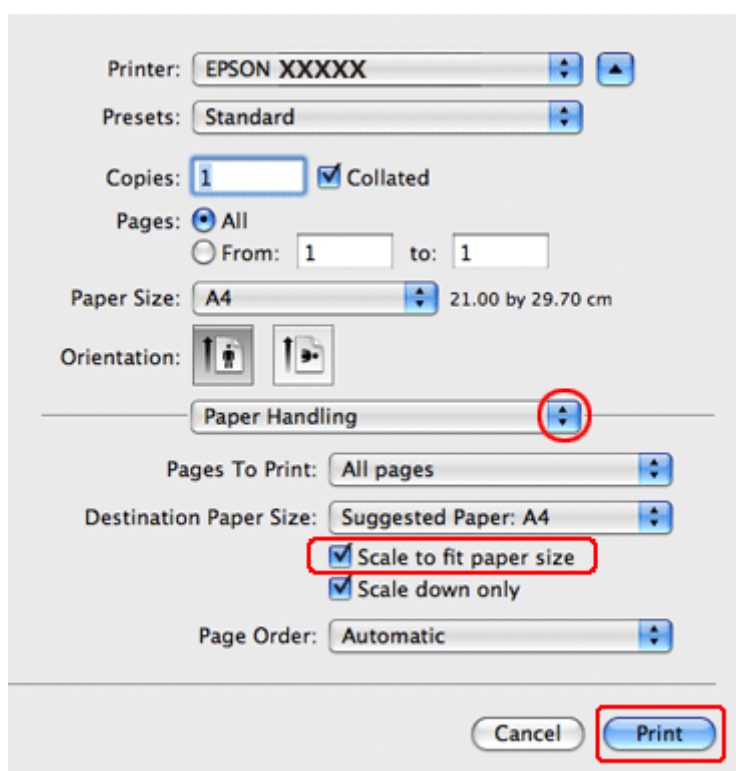 Printer: EPSON XXXXX
Presets: Standard
Copies: 1 Collated
Pages: All
From: 1 to: 1
Paper Size: A4 21.00 by 29.70 cm
Orientation:
Paper Handling
Pages To Print: All pages
Destination Paper Size: Suggested Paper: A4
Scale to fit paper size
Scale down only
Page Order: Automatic
Cancel Print